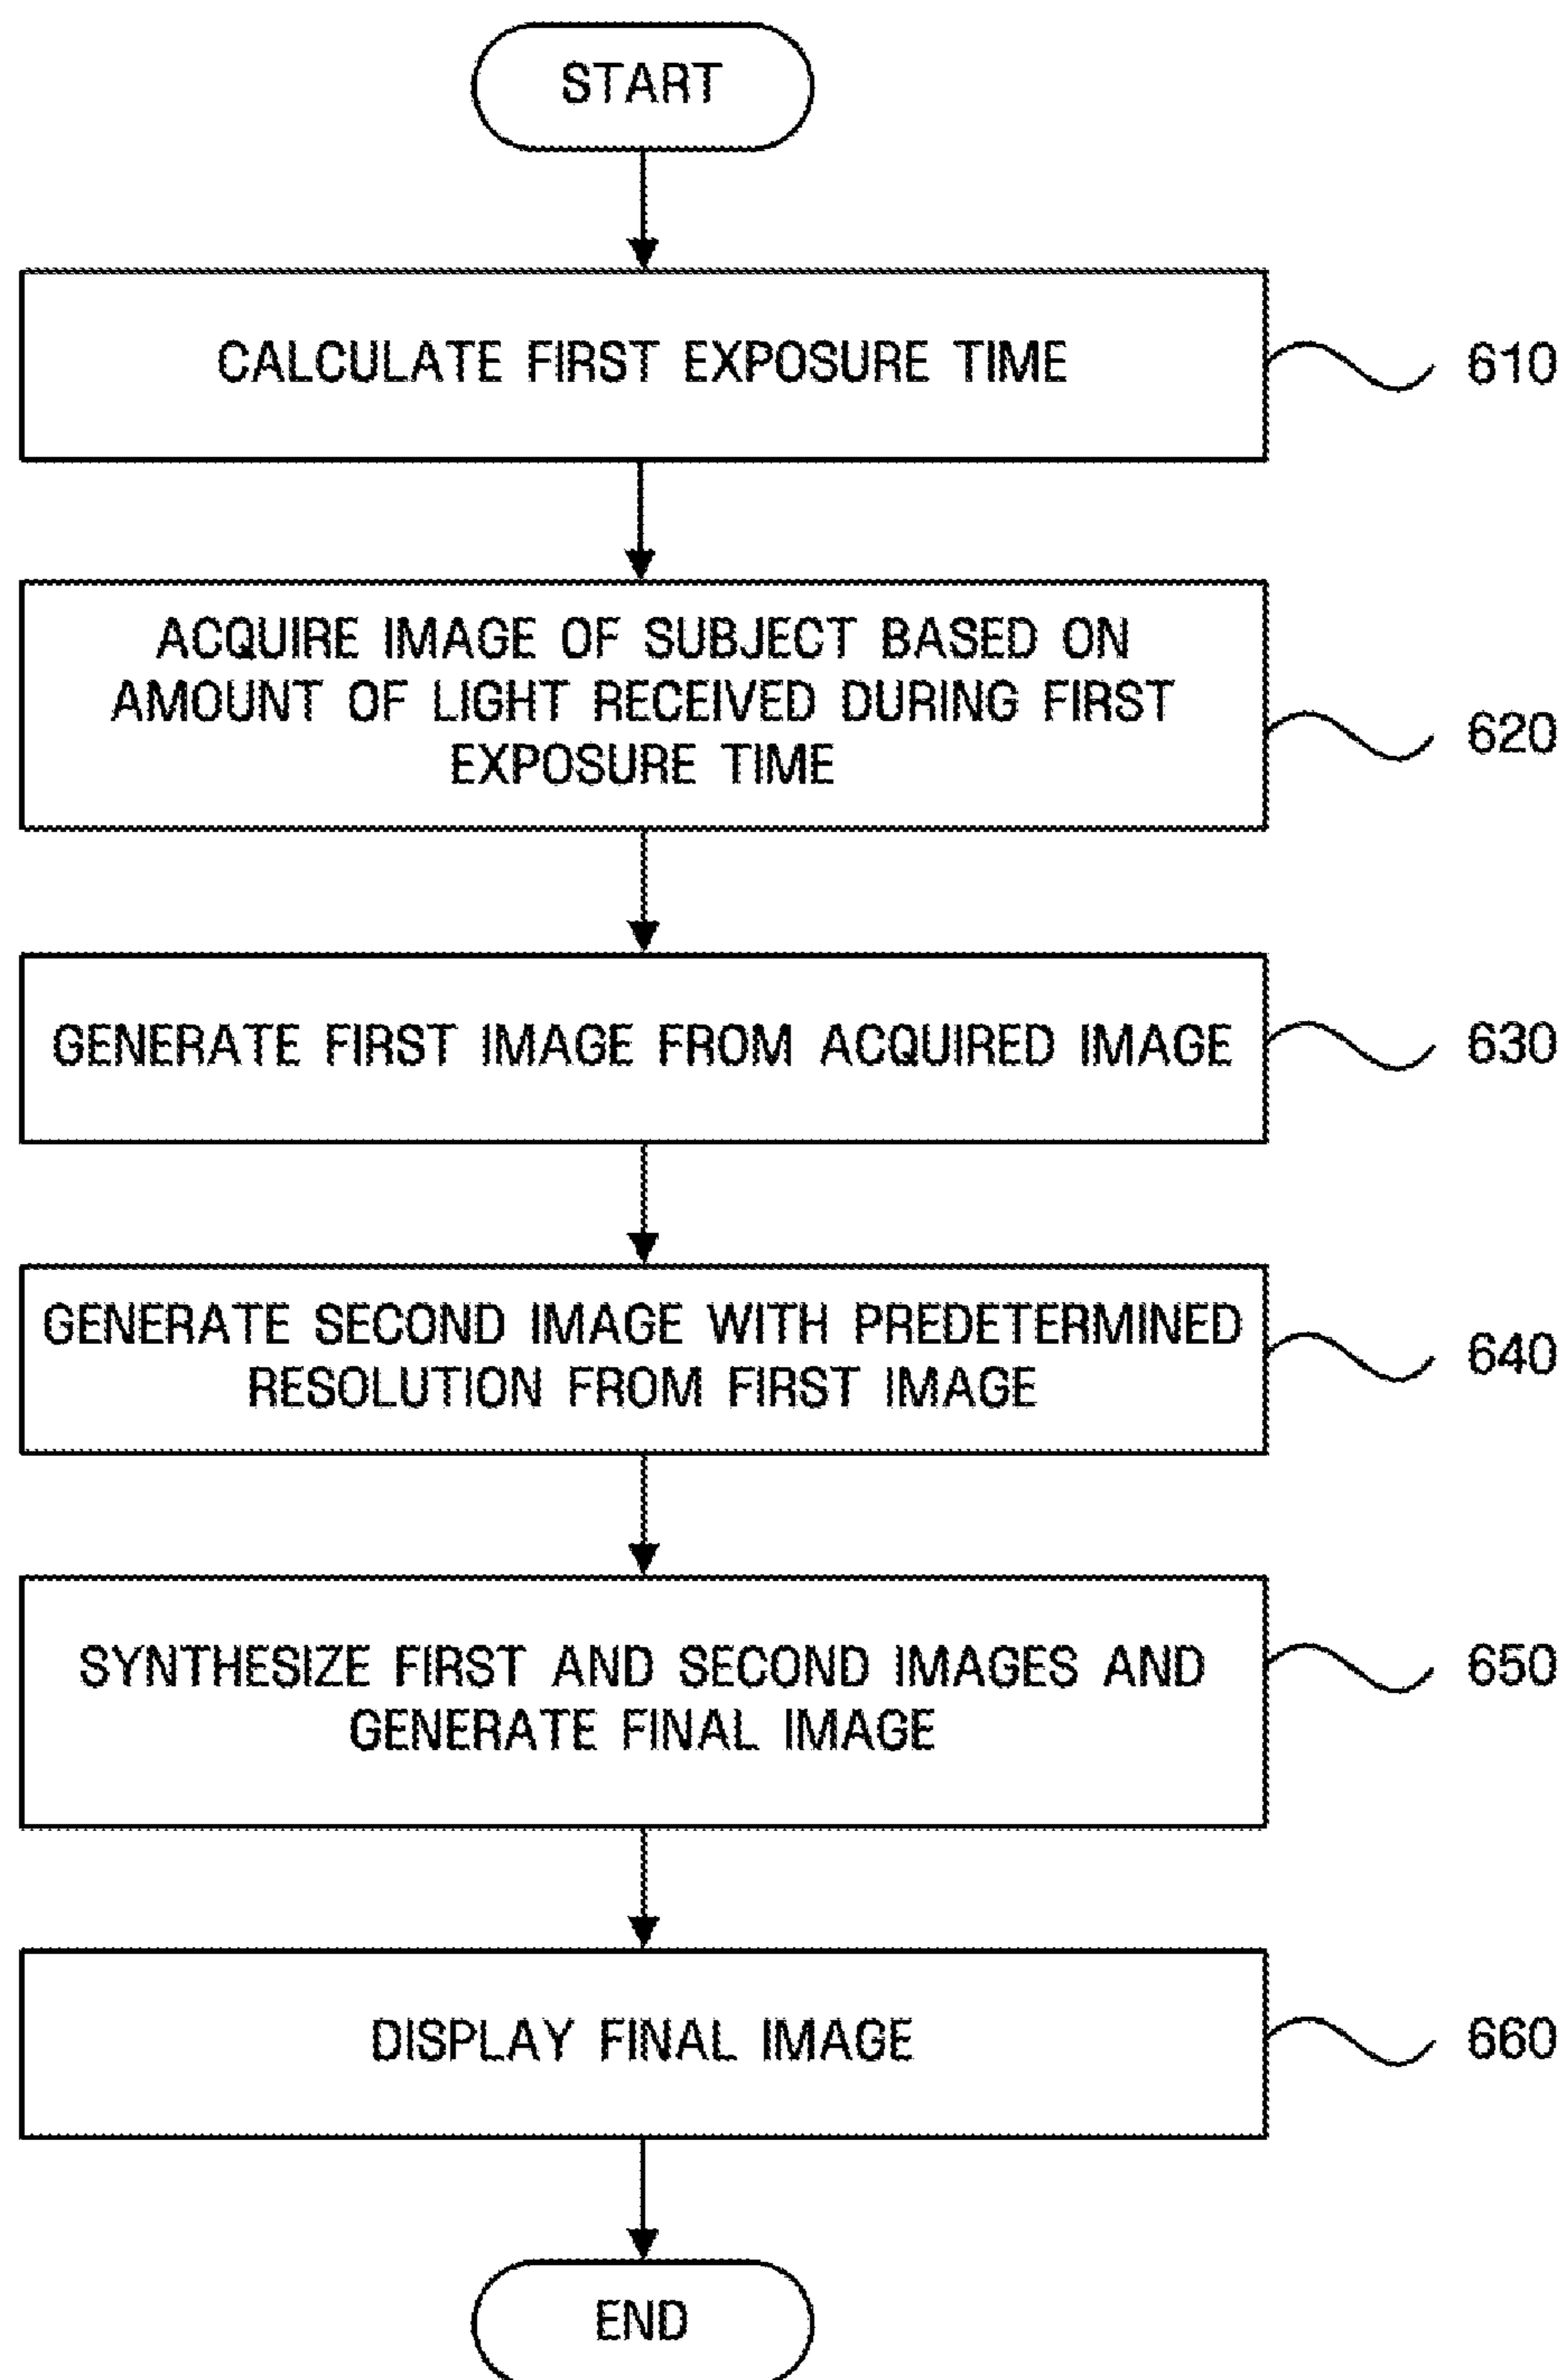 START
CALCULATE FIRST EXPOSURE TIME
610
ACQUIRE IMAGE OF SUBJECT BASED ON
AMOUNT OF LIGHT RECEIVED DURING FIRST
EXPOSURE TIME
620
GENERATE FIRST IMAGE FROM ACQUIRED IMAGE
630
GENERATE SECOND IMAGE WITH PREDETERMINED
RESOLUTION FROM FIRST IMAGE
640
SYNTHESIZE FIRST AND SECOND IMAGES AND
GENERATE FINAL IMAGE
650
DISPLAY FINAL IMAGE
660
END